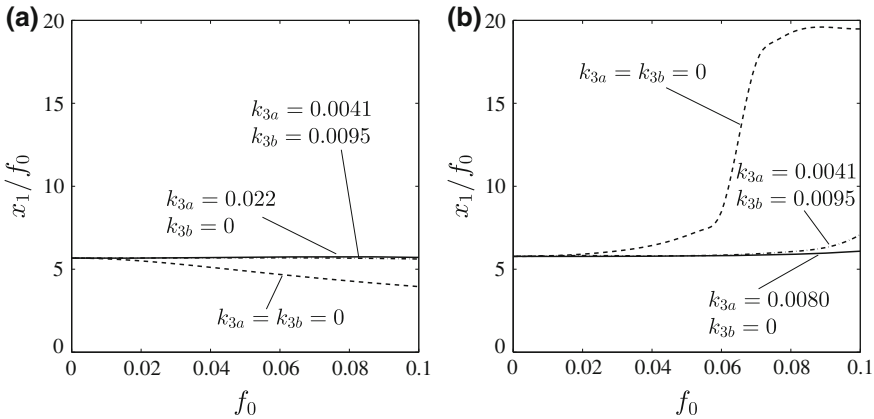 (a)
20
15
10
5
0
x₁/f₀
k₃ₐ = 0.0041
k₃b = 0.0095
k₃ₐ = 0.022
k₃b = 0
k₃ₐ = k₃b = 0
0 0.02 0.04 0.06 0.08 0.1
f₀
(b)
20
15
10
5
0
x₁/f₀
k₃ₐ = k₃b = 0
k₃ₐ = 0.0041
k₃b = 0.0095
k₃ₐ = 0.0080
k₃b = 0
0 0.02 0.04 0.06 0.08 0.1
f₀